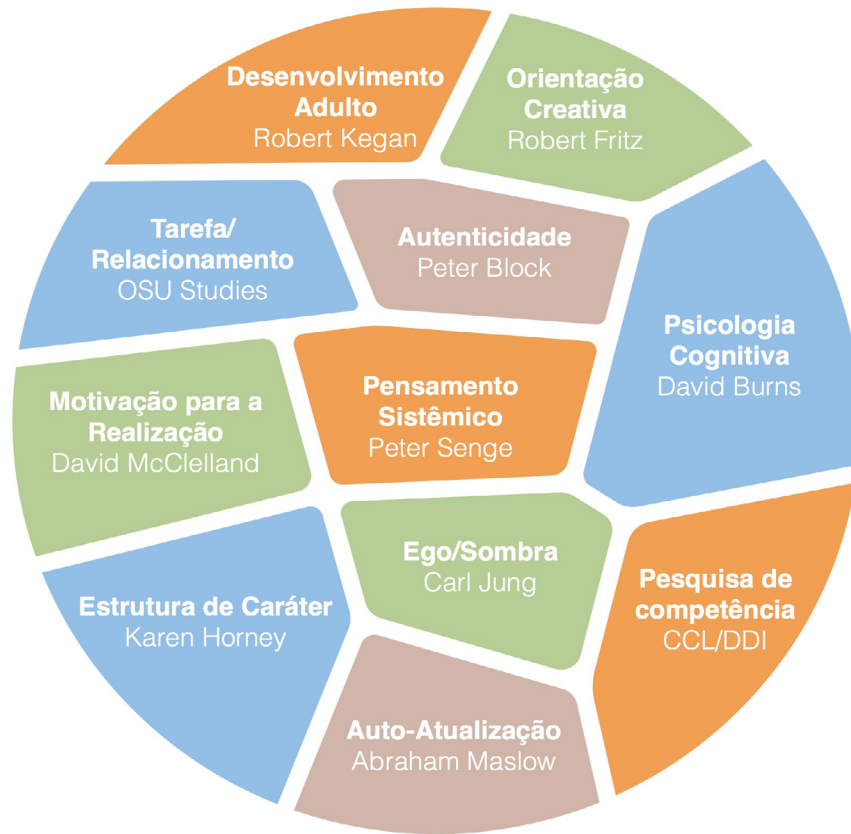 Desenvolvimento
Adulto
Robert Kegan
Orientação
Creativa
Robert Fritz
Tarefa/
Relacionamento
OSU Studies
Autenticidade
Peter Block
Psicologia
Cognitiva
David Burns
Motivação para a
Realização
David McClelland
Pensamento
Sistêmico
Peter Senge
Ego/Sombra
Carl Jung
Pesquisa de
competência
CCL/DDI
Estrutura de Caráter
Karen Horney
Auto-Atualização
Abraham Maslow